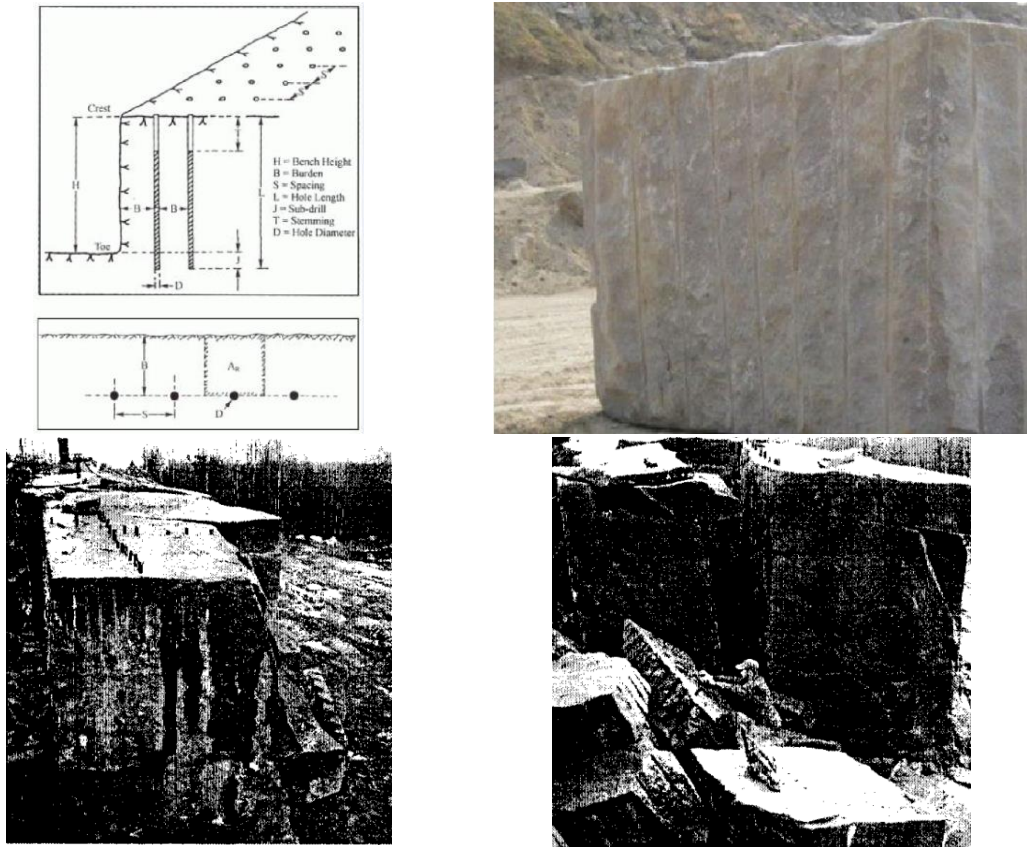 Crest
T
H
B
B
L
H = Bench Height
B = Burden
S = Spacing
L = Hole Length
J = Sub-drill
T = Stemming
D = Hole Diameter
S
S
Toe
J
D
B
A
S
D